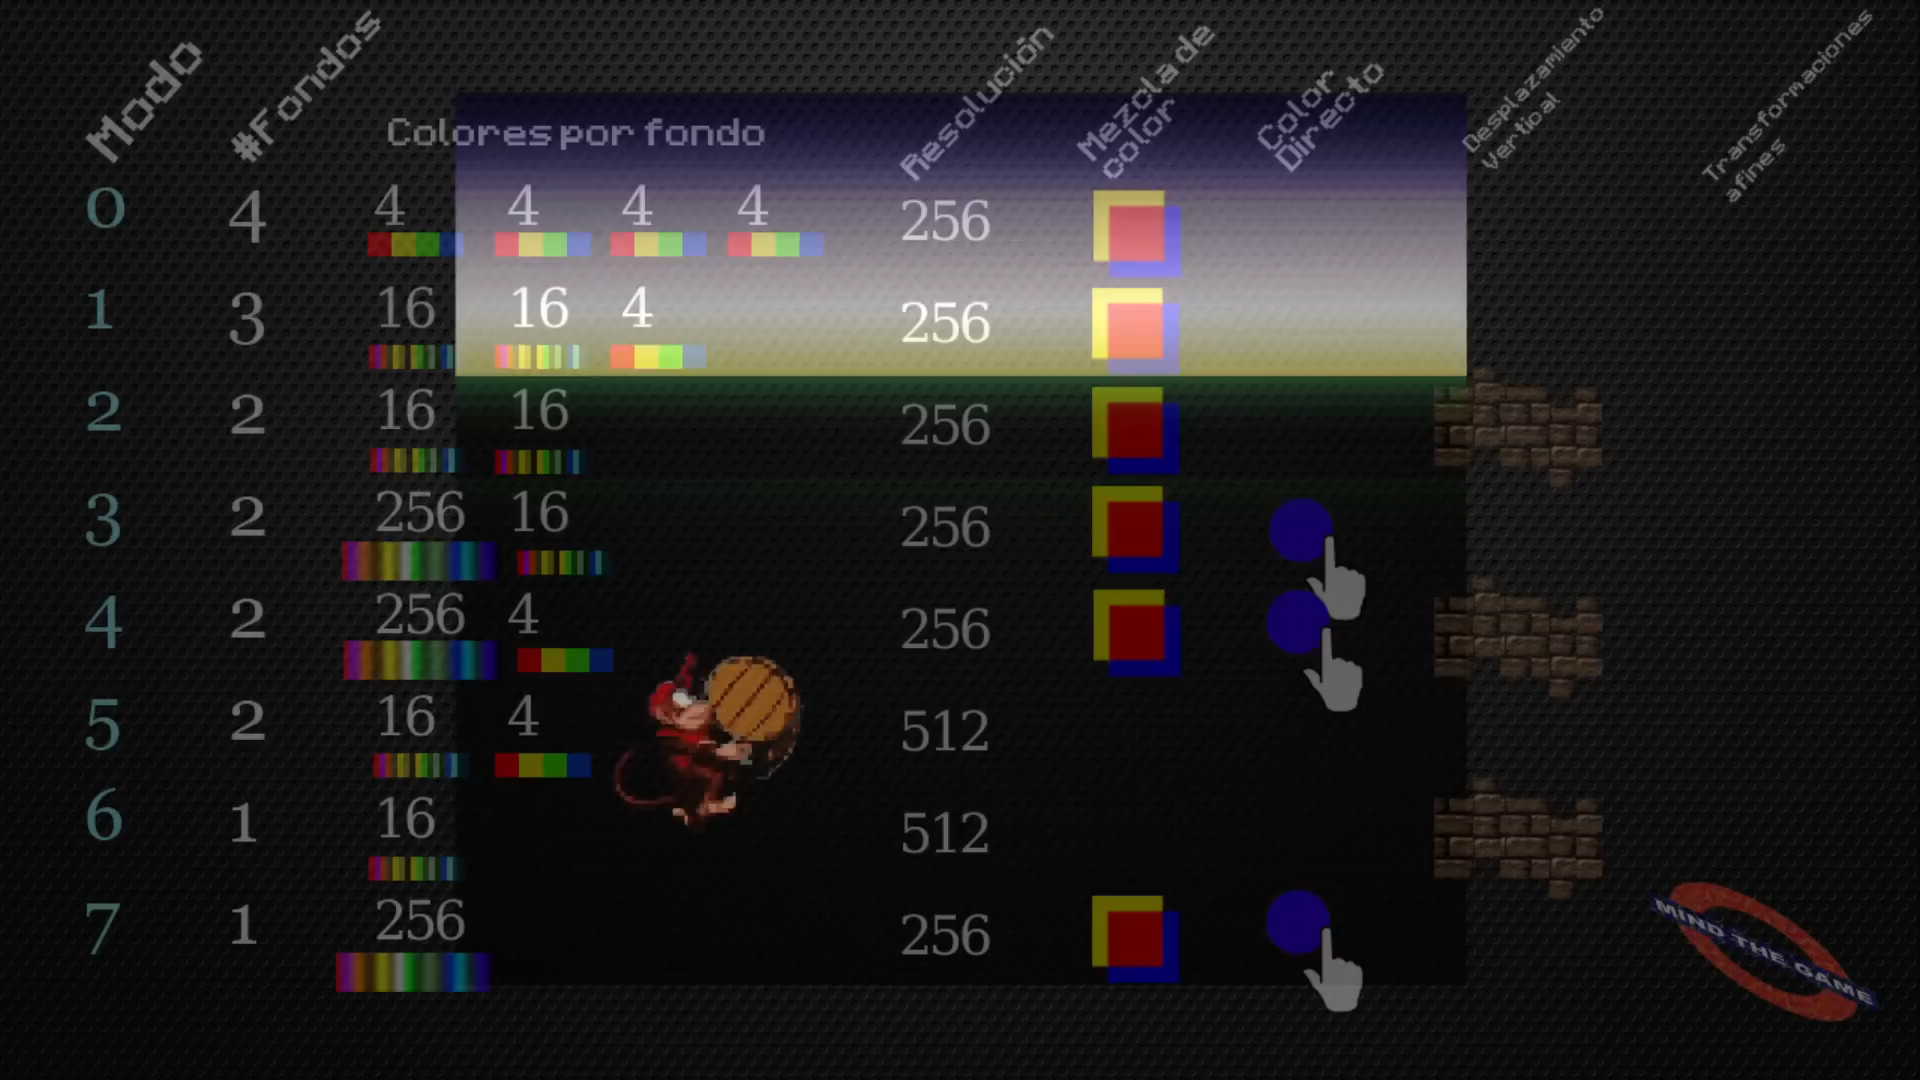 Modo
#Fondos
Colores por fondo
Resolución
Mezcla de
color
Color
Directo
Desplazamiento
Vertical
Transformaciones
afines
0 4 4 4 4 4 256
1 3 16 16 4 256
2 2 16 16 256
3 2 256 16 256
4 2 256 4 256
5 2 16 4 512
6 1 16 512
7 1 256 256
MIND THE GAME